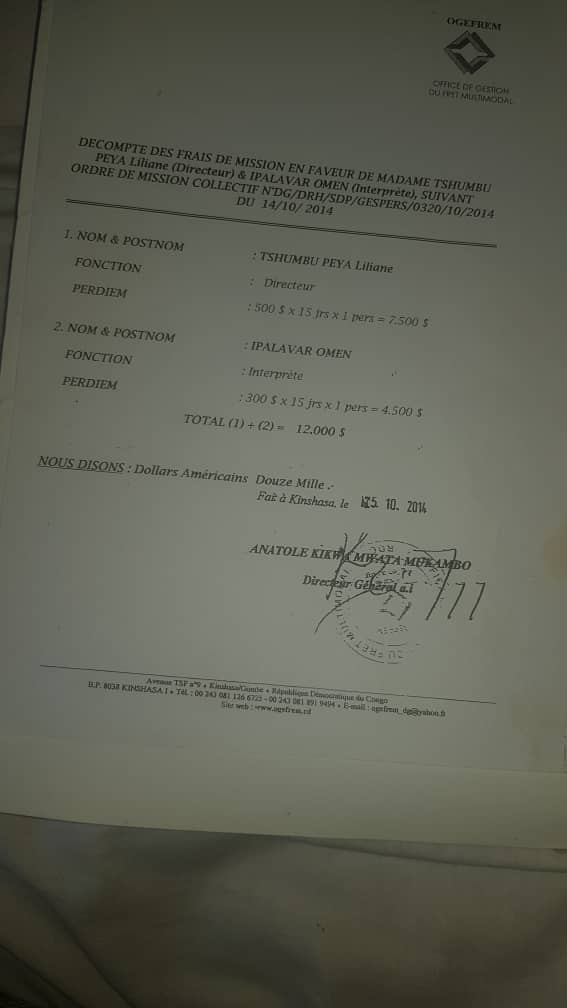 OGEFREM
OFFICE DE GESTION
DU FRET MULTIMODAL
DECOMPTE DES FRAIS DE MISSION EN FAVEUR DE MADAME TSHUMBU
PEYA Liliane (Directeur) & IPALAVAR OMEN (Interprète), SUIVANT
ORDRE DE MISSION COLLECTIF N°DG/DRH/SDP/GESPERS/0320/10/2014
DU 14/10/ 2014
1. NOM & POSTNOM : TSHUMBU PEYA Liliane
FONCTION : Directeur
PERDIEM : 500 $ x 15 jrs x 1 pers = 7.500 $
2. NOM & POSTNOM : IPALAVAR OMEN
FONCTION : Interprète
PERDIEM : 300 $ x 15 jrs x 1 pers = 4.500 $
TOTAL (1) + (2) = 12.000 $
NOUS DISONS : Dollars Américains Douze Mille .-
Fait à Kinshasa, le 10. 2014
ANATOLE KIKWA MWATA MUKAMBO
Directeur Général a.i
DU FRET MULTIMODAL
Avenue TSF n°9 • Kinshasa/Gombe • République Démocratique du Congo
B.P. 8038 KINSHASA I • Tél : 00 243 081 126 6723 - 00 243 081 891 9494 • E-mail : ogefrem_dg@yahoo.fr
Site web : www.ogefrem.cd